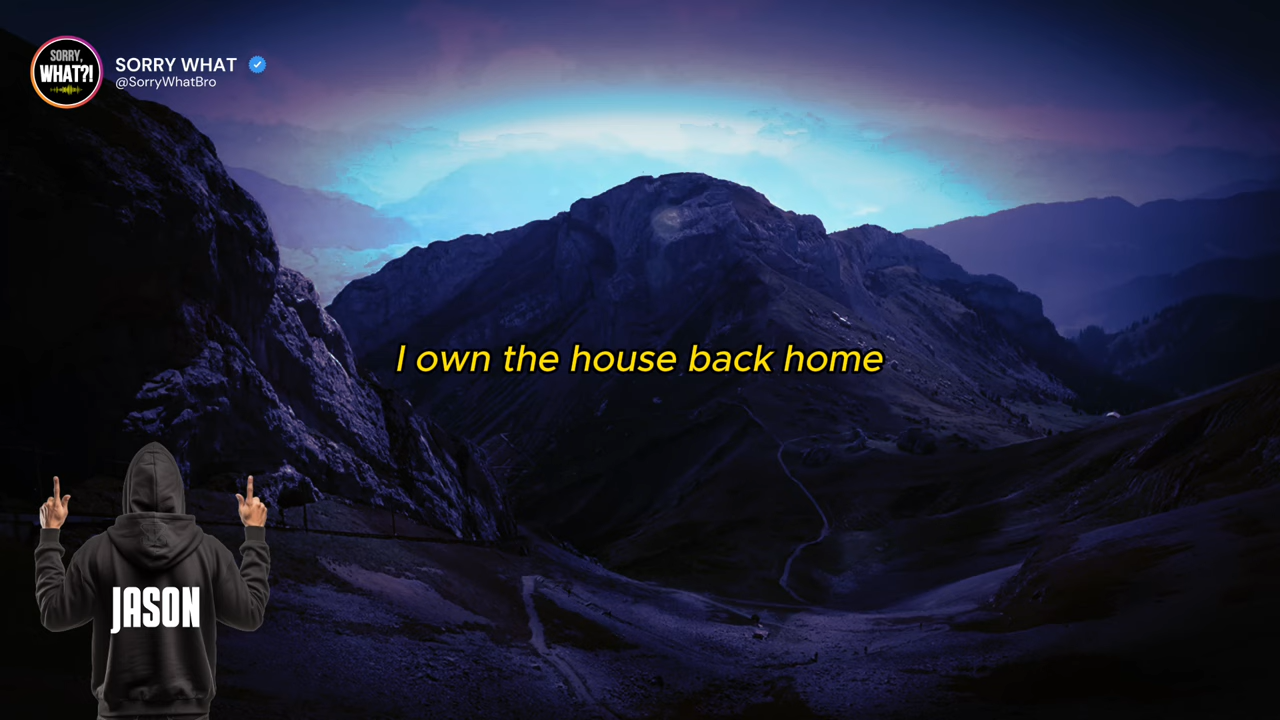 SORRY,
WHAT?!
SORRY WHAT
@SorryWhatBro
I own the house back home
JASON